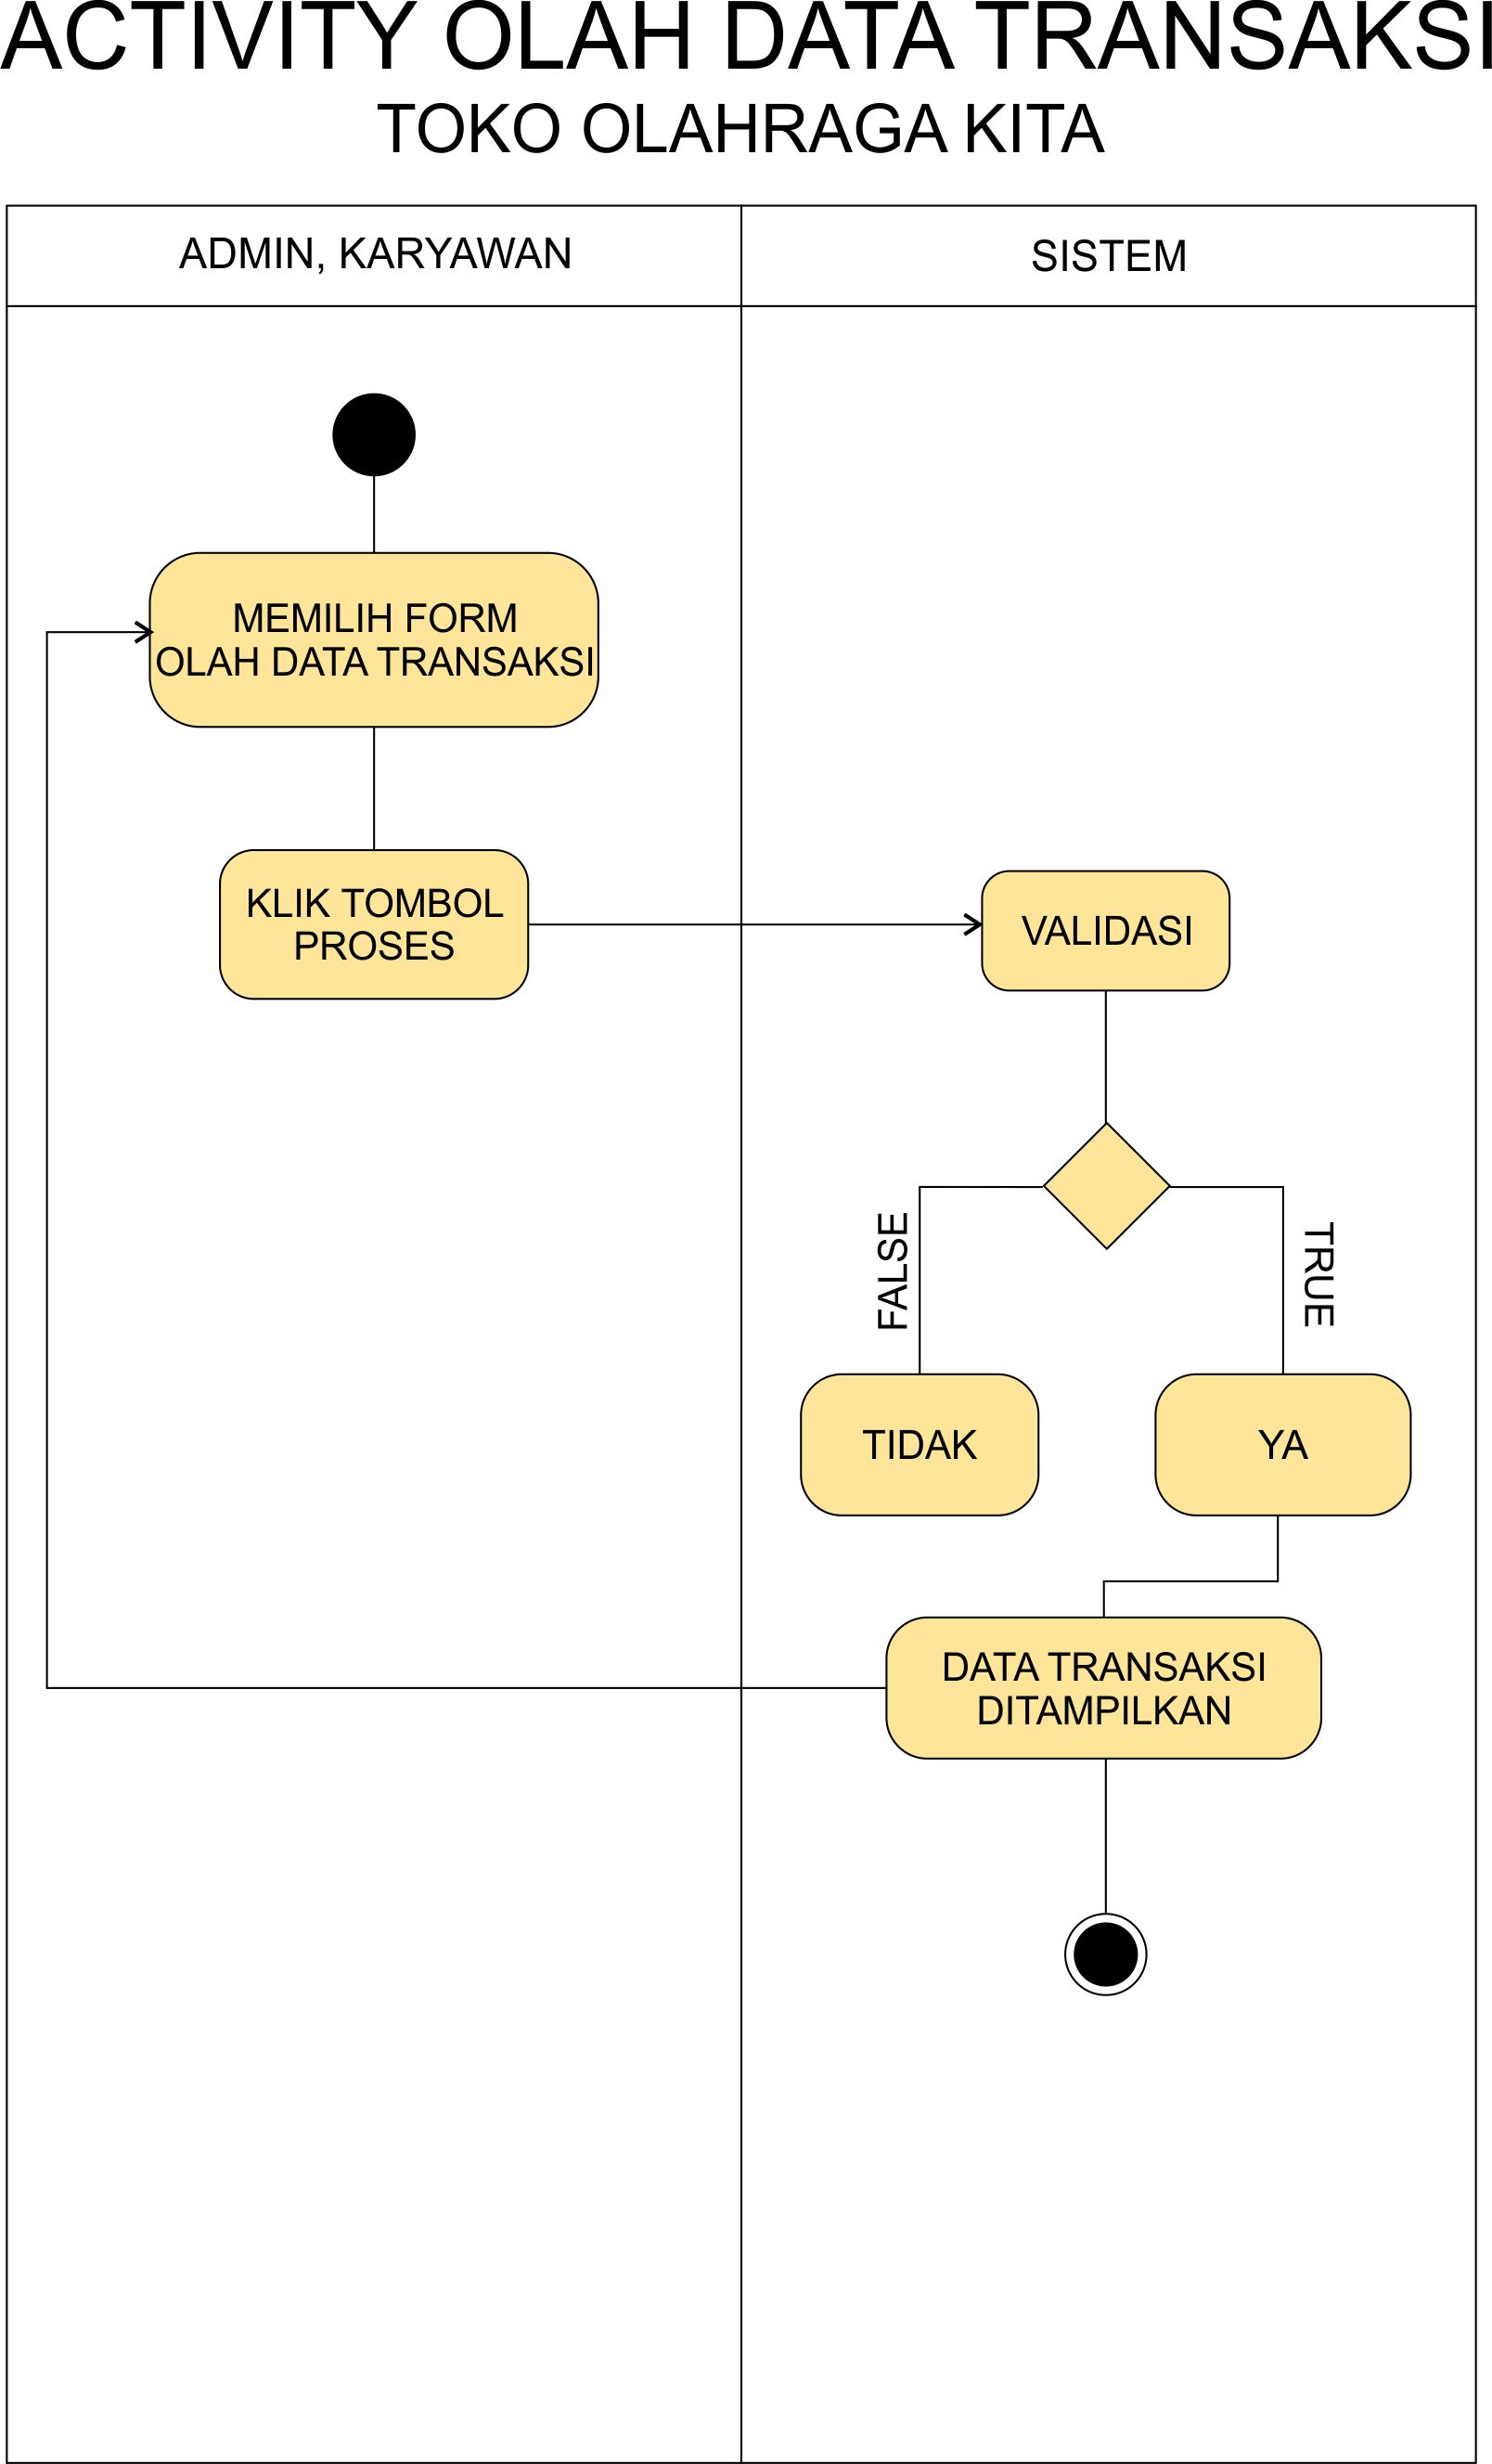 ACTIVITY OLAH DATA TRANSAKSI
TOKO OLAHRAGA KITA
ADMIN, KARYAWAN
SISTEM
MEMILIH FORM
OLAH DATA TRANSAKSI
KLIK TOMBOL
PROSES
VALIDASI
FALSE
TRUE
TIDAK
YA
DATA TRANSAKSI
DITAMPILKAN